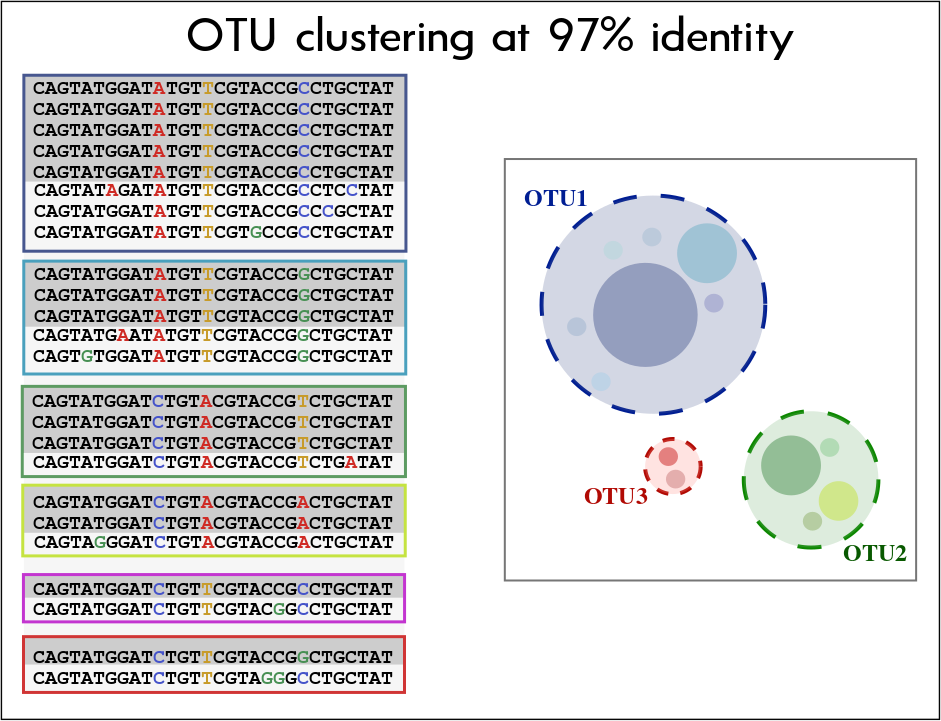 OTU clustering at 97% identity
CAGTATGGATATGTTCGTACCGCCTGCTAT
CAGTATGGATATGTTCGTACCGCCTGCTAT
CAGTATGGATATGTTCGTACCGCCTGCTAT
CAGTATGGATATGTTCGTACCGCCTGCTAT
CAGTATGGATATGTTCGTACCGCCTGCTAT
CAGTATAGATATGTTCGTACCGCCTCCTAT
CAGTATGGATATGTTCGTACCGCCCGCTAT
CAGTATGGATATGTTCGTGCCGCCTGCTAT
CAGTATGGATATGTTCGTACCGGCTGCTAT
CAGTATGGATATGTTCGTACCGGCTGCTAT
CAGTATGGATATGTTCGTACCGGCTGCTAT
CAGTATGAATATGTTCGTACCGGCTGCTAT
CAGTGTGGATATGTTCGTACCGGCTGCTAT
CAGTATGGATCTGTACGTACCGTCTGCTAT
CAGTATGGATCTGTACGTACCGTCTGCTAT
CAGTATGGATCTGTACGTACCGTCTGCTAT
CAGTATGGATCTGTACGTACCGTCTGATAT
CAGTATGGATCTGTACGTACCGACTGCTAT
CAGTATGGATCTGTACGTACCGACTGCTAT
CAGTAGGGATCTGTACGTACCGACTGCTAT
CAGTATGGATCTGTTCGTACCGCCTGCTAT
CAGTATGGATCTGTTCGTACGGCCTGCTAT
CAGTATGGATCTGTTCGTACCGGCTGCTAT
CAGTATGGATCTGTTCGTAGGGCCTGCTAT
OTU1
OTU3
OTU2